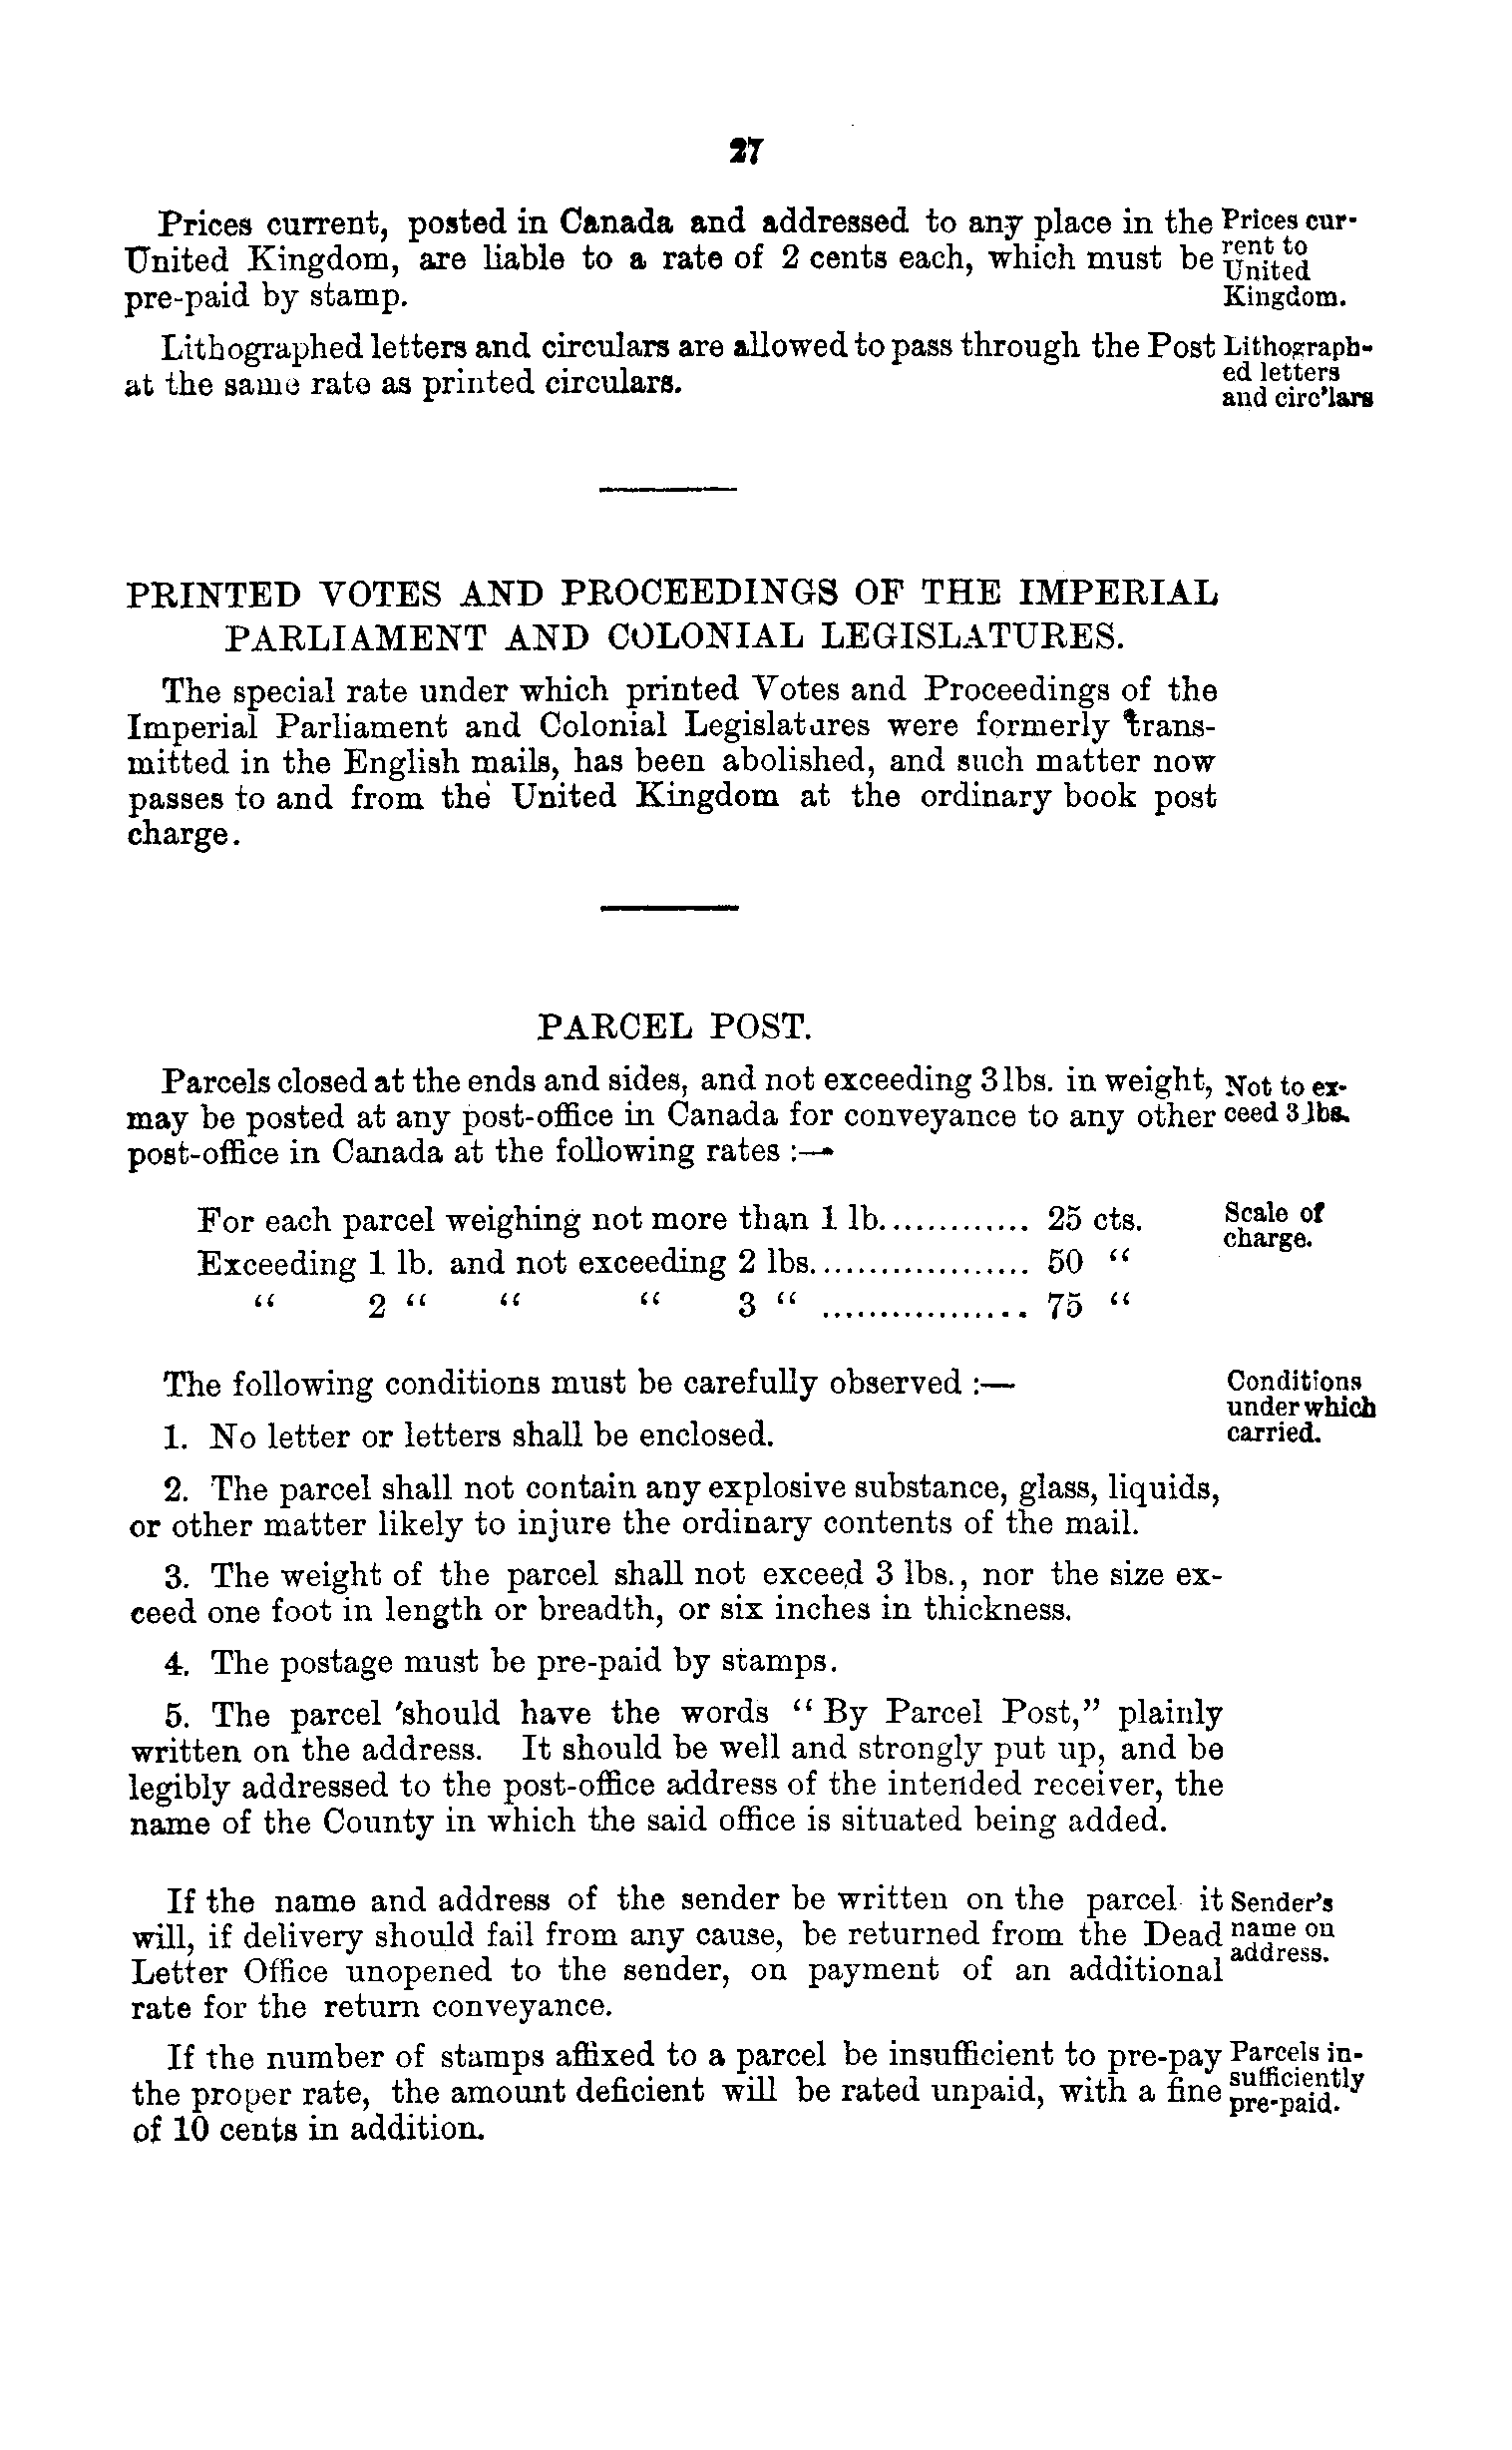 27
Prices current, posted in Canada and addressed to any place in the
United Kingdom, are liable to a rate of 2 cents each, which must be
pre-paid by stamp.
Prices cur-
rent to
United
Kingdom.
Lithographed letters and circulars are allowed to pass through the Post
at the same rate as printed circulars.
Lithograph-
ed letters
and circ'lars
PRINTED VOTES AND PROCEEDINGS OF THE IMPERIAL
PARLIAMENT AND COLONIAL LEGISLATURES.
The special rate under which printed Votes and Proceedings of the
Imperial Parliament and Colonial Legislatures were formerly trans-
mitted in the English mails, has been abolished, and such matter now
passes to and from the United Kingdom at the ordinary book post
charge.
PARCEL POST.
Parcels closed at the ends and sides, and not exceeding 3 lbs. in weight,
may be posted at any post-office in Canada for conveyance to any other
post-office in Canada at the following rates :—
Not to ex-
ceed 3 lbs.
For each parcel weighing not more than 1 lb............. 25 cts.
Exceeding 1 lb. and not exceeding 2 lbs................... 50 “
“ 2 “ “ “ 3 “ .................. 75 “
Scale of
charge.
The following conditions must be carefully observed :—
Conditions
under which
carried.
1. No letter or letters shall be enclosed.
2. The parcel shall not contain any explosive substance, glass, liquids,
or other matter likely to injure the ordinary contents of the mail.
3. The weight of the parcel shall not exceed 3 lbs., nor the size ex-
ceed one foot in length or breadth, or six inches in thickness.
4. The postage must be pre-paid by stamps.
5. The parcel should have the words “ By Parcel Post,” plainly
written on the address. It should be well and strongly put up, and be
legibly addressed to the post-office address of the intended receiver, the
name of the County in which the said office is situated being added.
If the name and address of the sender be written on the parcel it
will, if delivery should fail from any cause, be returned from the Dead
Letter Office unopened to the sender, on payment of an additional
rate for the return conveyance.
Sender's
name on
address.
If the number of stamps affixed to a parcel be insufficient to pre-pay
the proper rate, the amount deficient will be rated unpaid, with a fine
of 10 cents in addition.
Parcels in-
sufficiently
pre-paid.